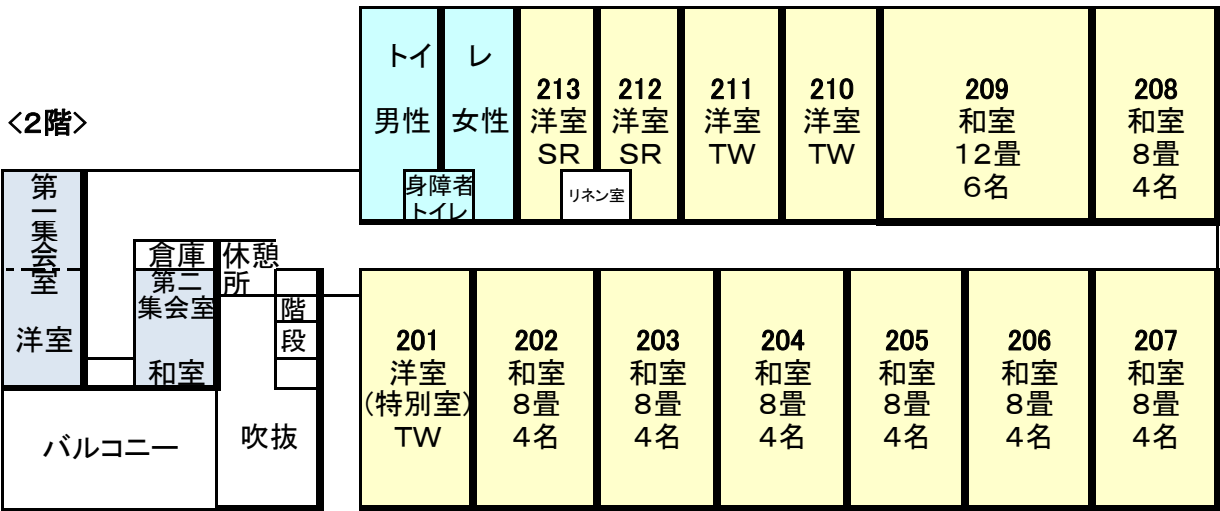 <2階>
トイレ
男性
女性
身障者
トイレ
213
洋室
SR
212
洋室
SR
リネン室
211
洋室
TW
210
洋室
TW
209
和室
12畳
6名
208
和室
8畳
4名
第一集会室
洋室
倉庫
第二
集会室
和室
休憩
所
階
段
バルコニー
吹抜
201
洋室
(特別室)
TW
202
和室
8畳
4名
203
和室
8畳
4名
204
和室
8畳
4名
205
和室
8畳
4名
206
和室
8畳
4名
207
和室
8畳
4名